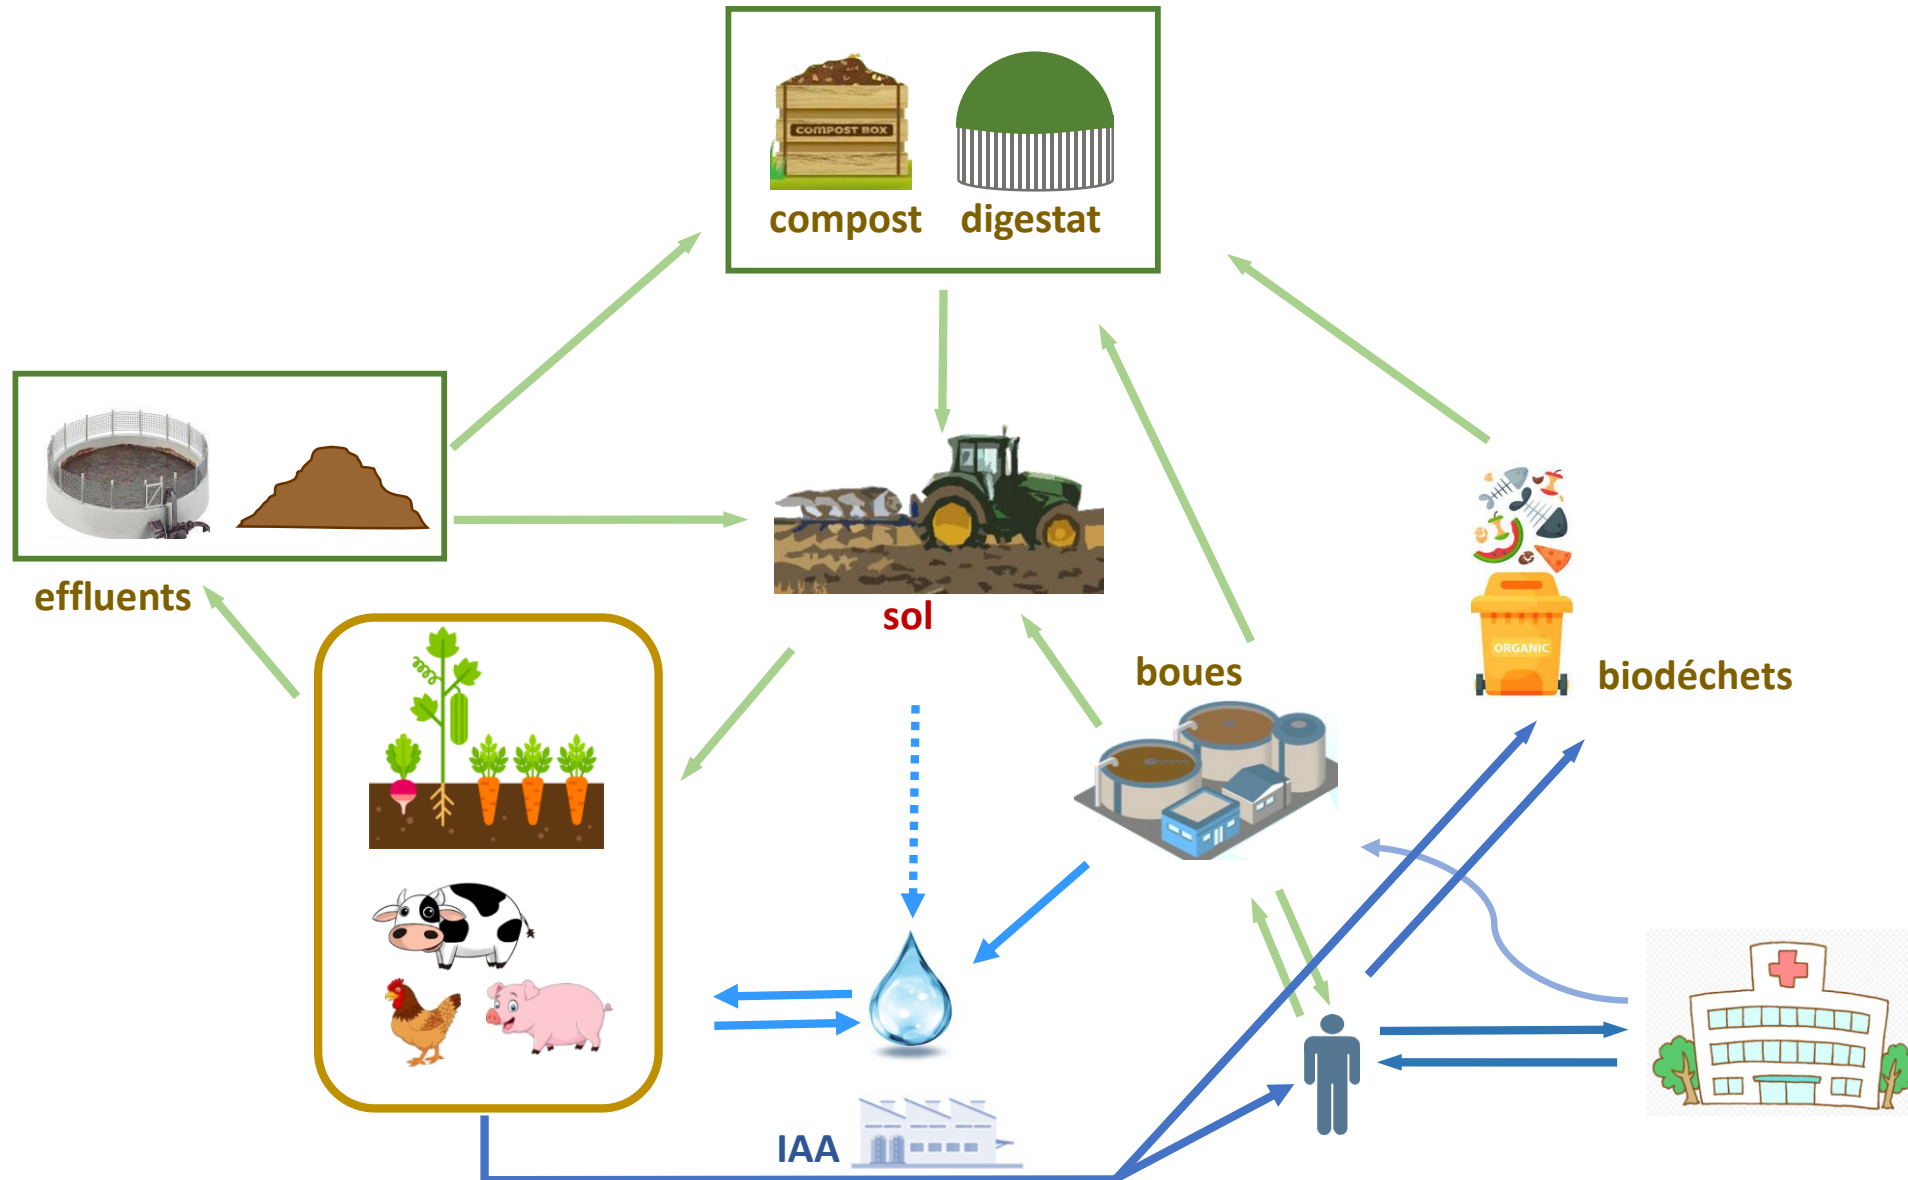 COMPOST BOX
compost
digestat
effluents
sol
boues
ORGANIC
biodéchets
IAA